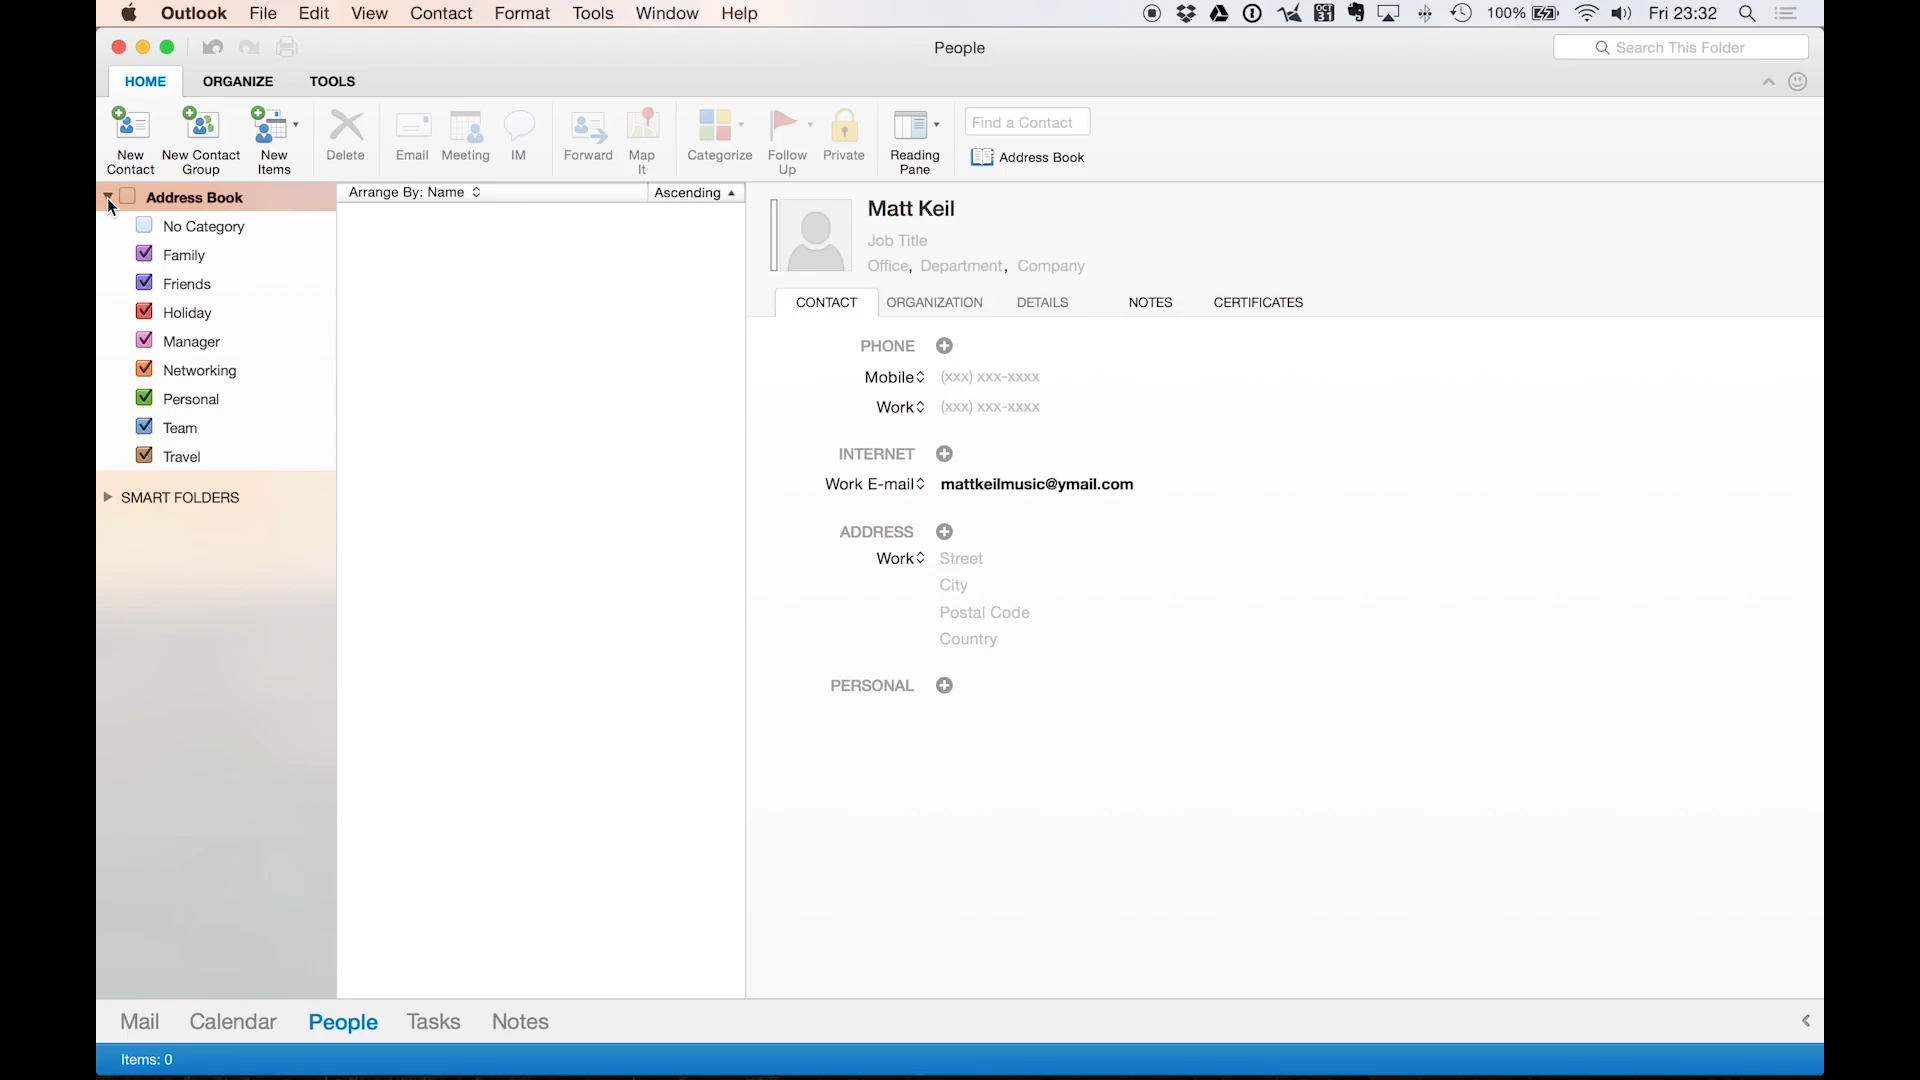 Outlook File Edit View Contact Format Tools Window Help
OCT 31 100% Fri 23:32
People
Search This Folder
HOME ORGANIZE TOOLS
New Contact
New Contact Group
New Items
Delete
Email
Meeting
IM
Forward
Map It
Categorize
Follow Up
Private
Reading Pane
Find a Contact
Address Book
Address Book
No Category
Family
Friends
Holiday
Manager
Networking
Personal
Team
Travel
SMART FOLDERS
Arrange By: Name Ascending
Matt Keil
Job Title
Office, Department, Company
CONTACT ORGANIZATION DETAILS NOTES CERTIFICATES
PHONE
Mobile (xxx) xxx-xxxx
Work (xxx) xxx-xxxx
INTERNET
Work E-mail mattkeilmusic@ymail.com
ADDRESS
Work Street
City
Postal Code
Country
PERSONAL
Mail Calendar People Tasks Notes
Items: 0